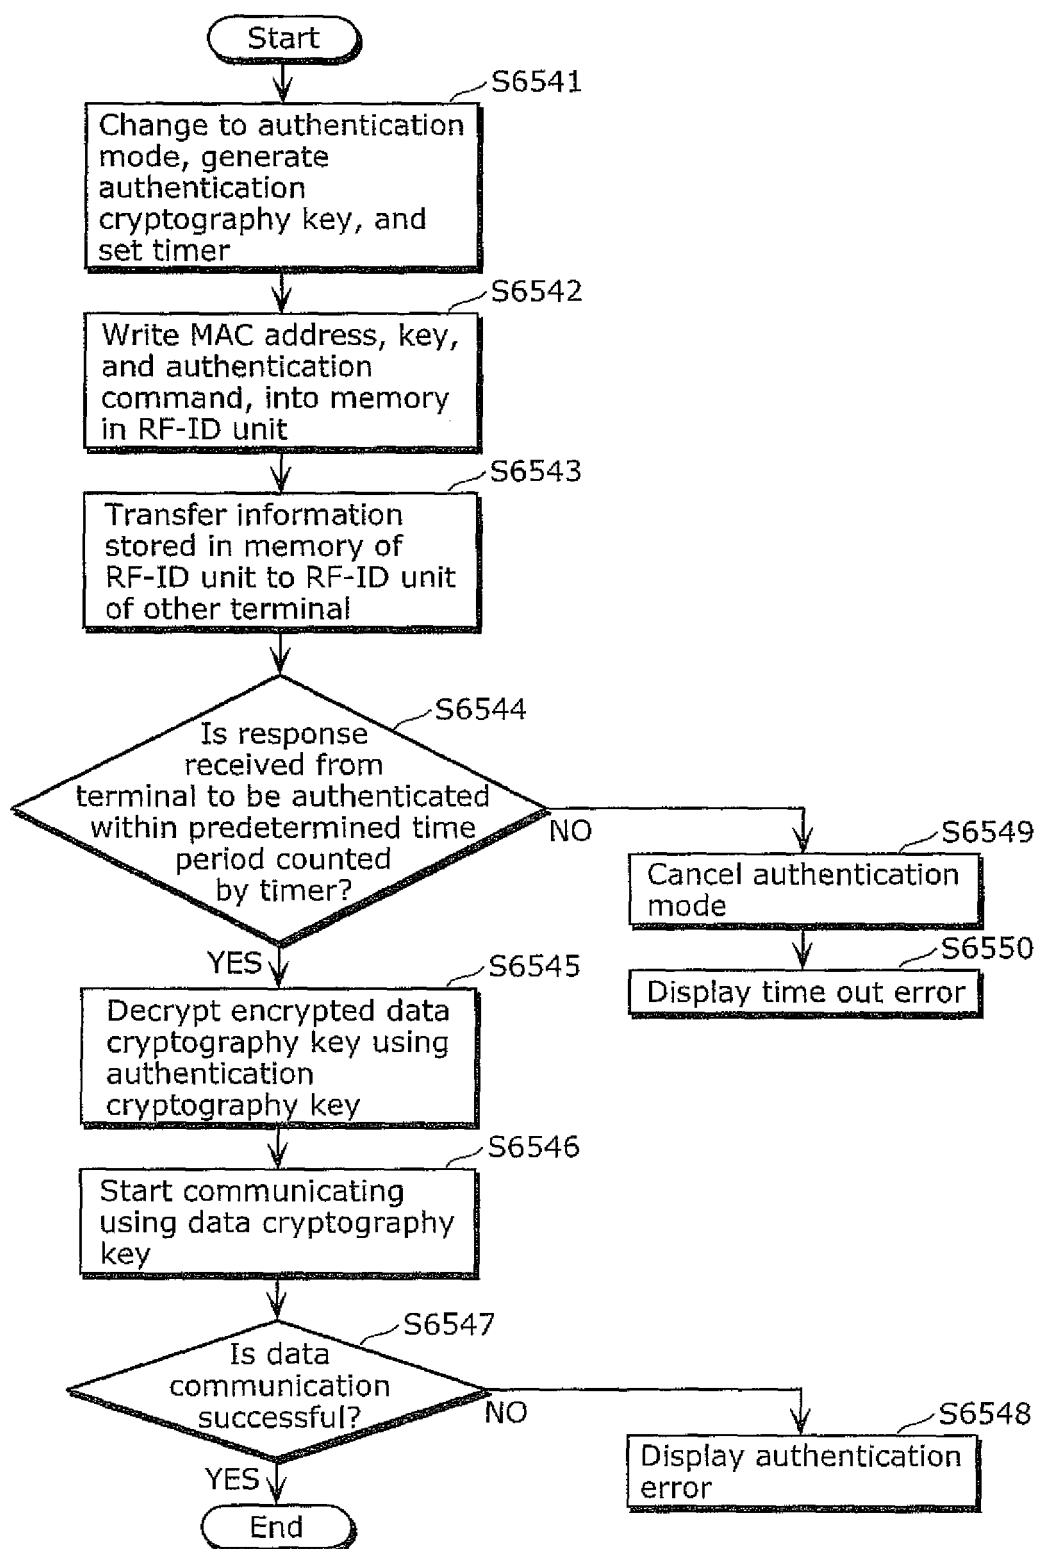 Start
S6541
Change to authentication
mode, generate
authentication
cryptography key, and
set timer
S6542
Write MAC address, key,
and authentication
command, into memory
in RF-ID unit
S6543
Transfer information
stored in memory of
RF-ID unit to RF-ID unit
of other terminal
S6544
Is response
received from
terminal to be authenticated
within predetermined time
period counted
by timer?
NO
S6549
Cancel authentication
mode
S6550
Display time out error
YES
S6545
Decrypt encrypted data
cryptography key using
authentication
cryptography key
S6546
Start communicating
using data cryptography
key
S6547
Is data
communication
successful?
NO
S6548
Display authentication
error
YES
End